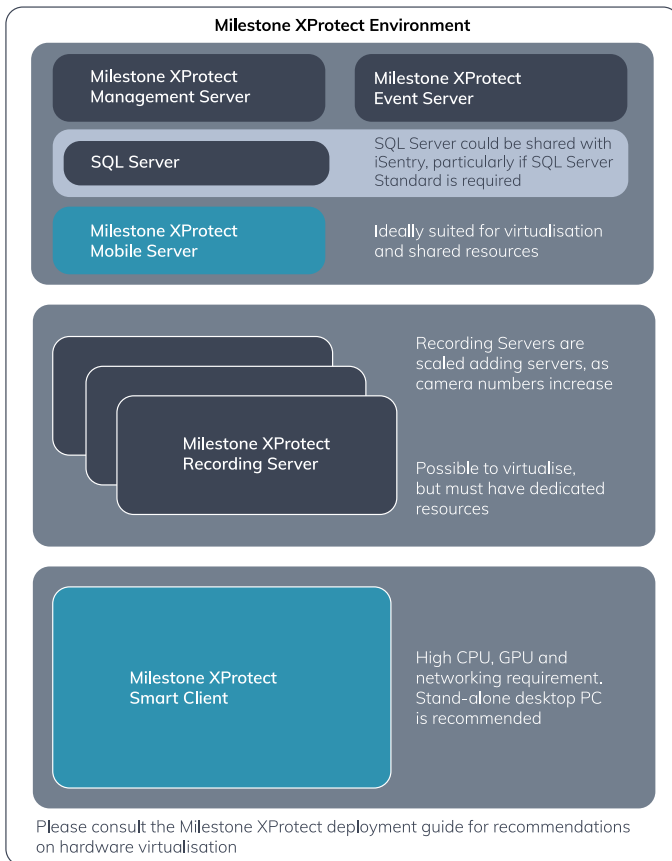 Milestone XProtect Environment
Milestone XProtect
Management Server
Milestone XProtect
Event Server
SQL Server
SQL Server could be shared with
iSentry, particularly if SQL Server
Standard is required
Milestone XProtect
Mobile Server
Ideally suited for virtualisation
and shared resources
Recording Servers are
scaled adding servers, as
camera numbers increase
Milestone XProtect
Recording Server
Possible to virtualise,
but must have dedicated
resources
Milestone XProtect
Smart Client
High CPU, GPU and
networking requirement.
Stand-alone desktop PC
is recommended
Please consult the Milestone XProtect deployment guide for recommendations
on hardware virtualisation